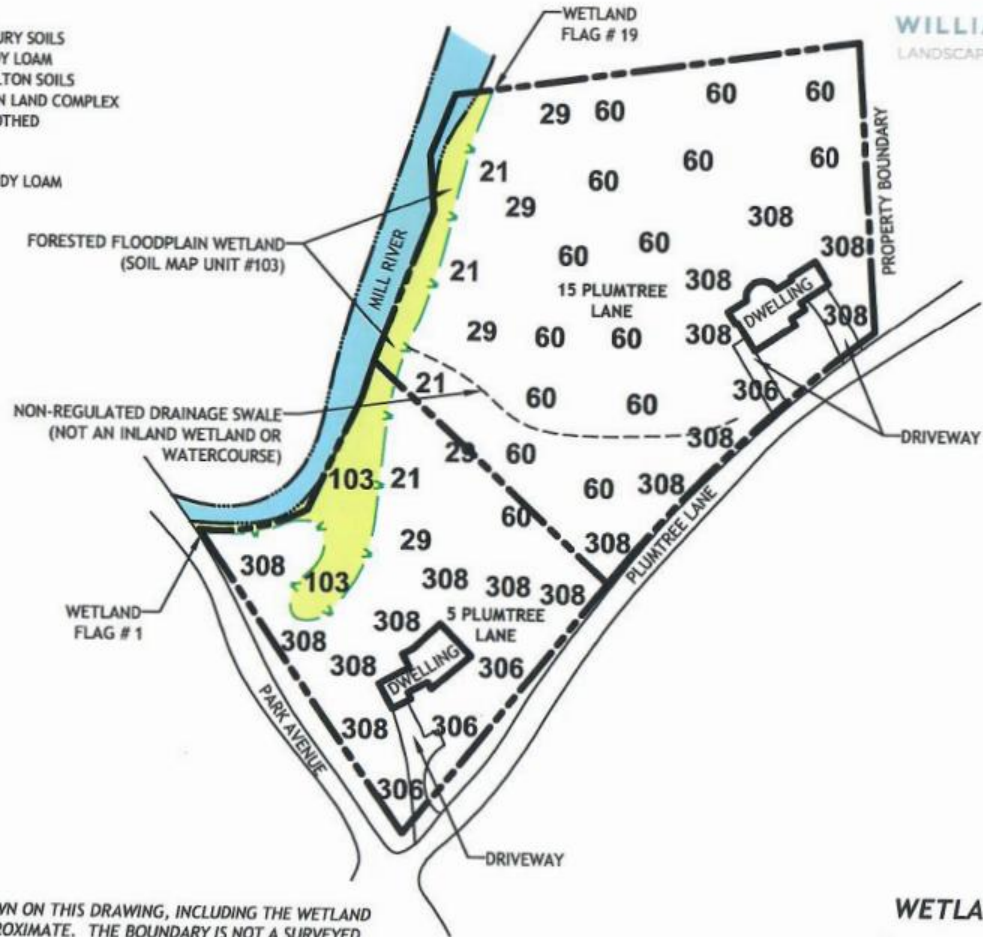 URY SOILS
Y LOAM
LTON SOILS
N LAND COMPLEX
OTHED
DY LOAM
WILLIA
LANDSCAP
WETLAND
FLAG # 19
29 60 60 60
21 60 60 60
29 308
PROPERTY BOUNDARY
FORESTED FLOODPLAIN WETLAND
(SOIL MAP UNIT #103)
MILL RIVER
60 60 308
21 308
15 PLUMTREE
LANE
DWELLING
29 60 60 308 308
NON-REGULATED DRAINAGE SWALE
(NOT AN INLAND WETLAND OR
WATERCOURSE)
21 60 60 306
308
DRIVEWAY
29 60
103 21 60 308
60
PLUMTREE LANE
29 308
308 103 308 308 308
WETLAND
FLAG # 1
5 PLUMTREE
LANE
308 308
308 306
DWELLING
PARK AVENUE
308 306
306
DRIVEWAY
WN ON THIS DRAWING, INCLUDING THE WETLAND
PROXIMATE. THE BOUNDARY IS NOT A SURVEYED
WETLA